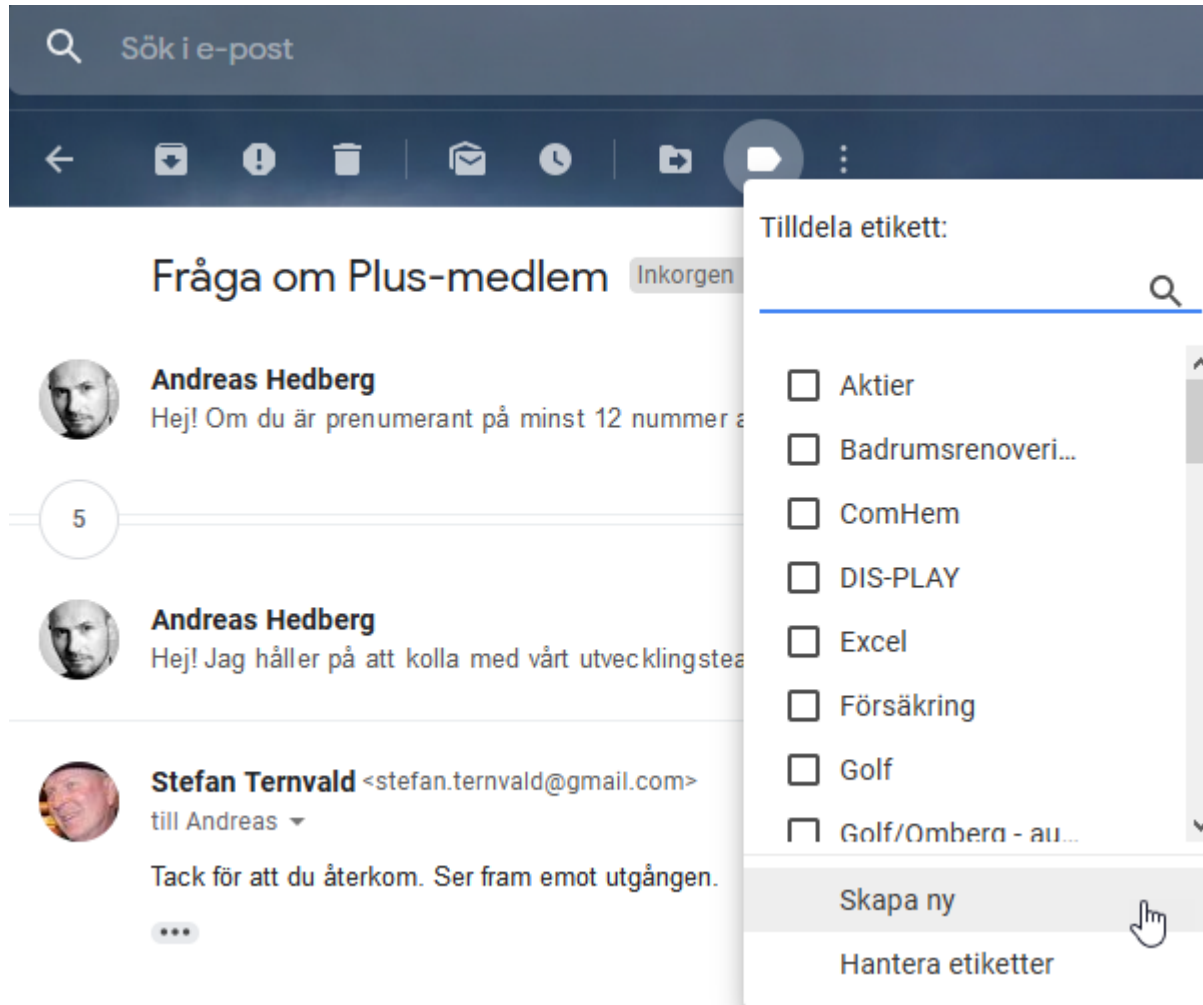 Sök i e-post
Fråga om Plus-medlem Inkorgen
Andreas Hedberg
Hej! Om du är prenumerant på minst 12 nummer a
5
Andreas Hedberg
Hej! Jag håller på att kolla med vårt utvecklingstea
Stefan Ternvald <stefan.ternvald@gmail.com>
till Andreas
Tack för att du återkom. Ser fram emot utgången.
Tilldela etikett:
Aktier
Badrumsrenoveri...
ComHem
DIS-PLAY
Excel
Försäkring
Golf
Golf/Omberg - au...
Skapa ny
Hantera etiketter